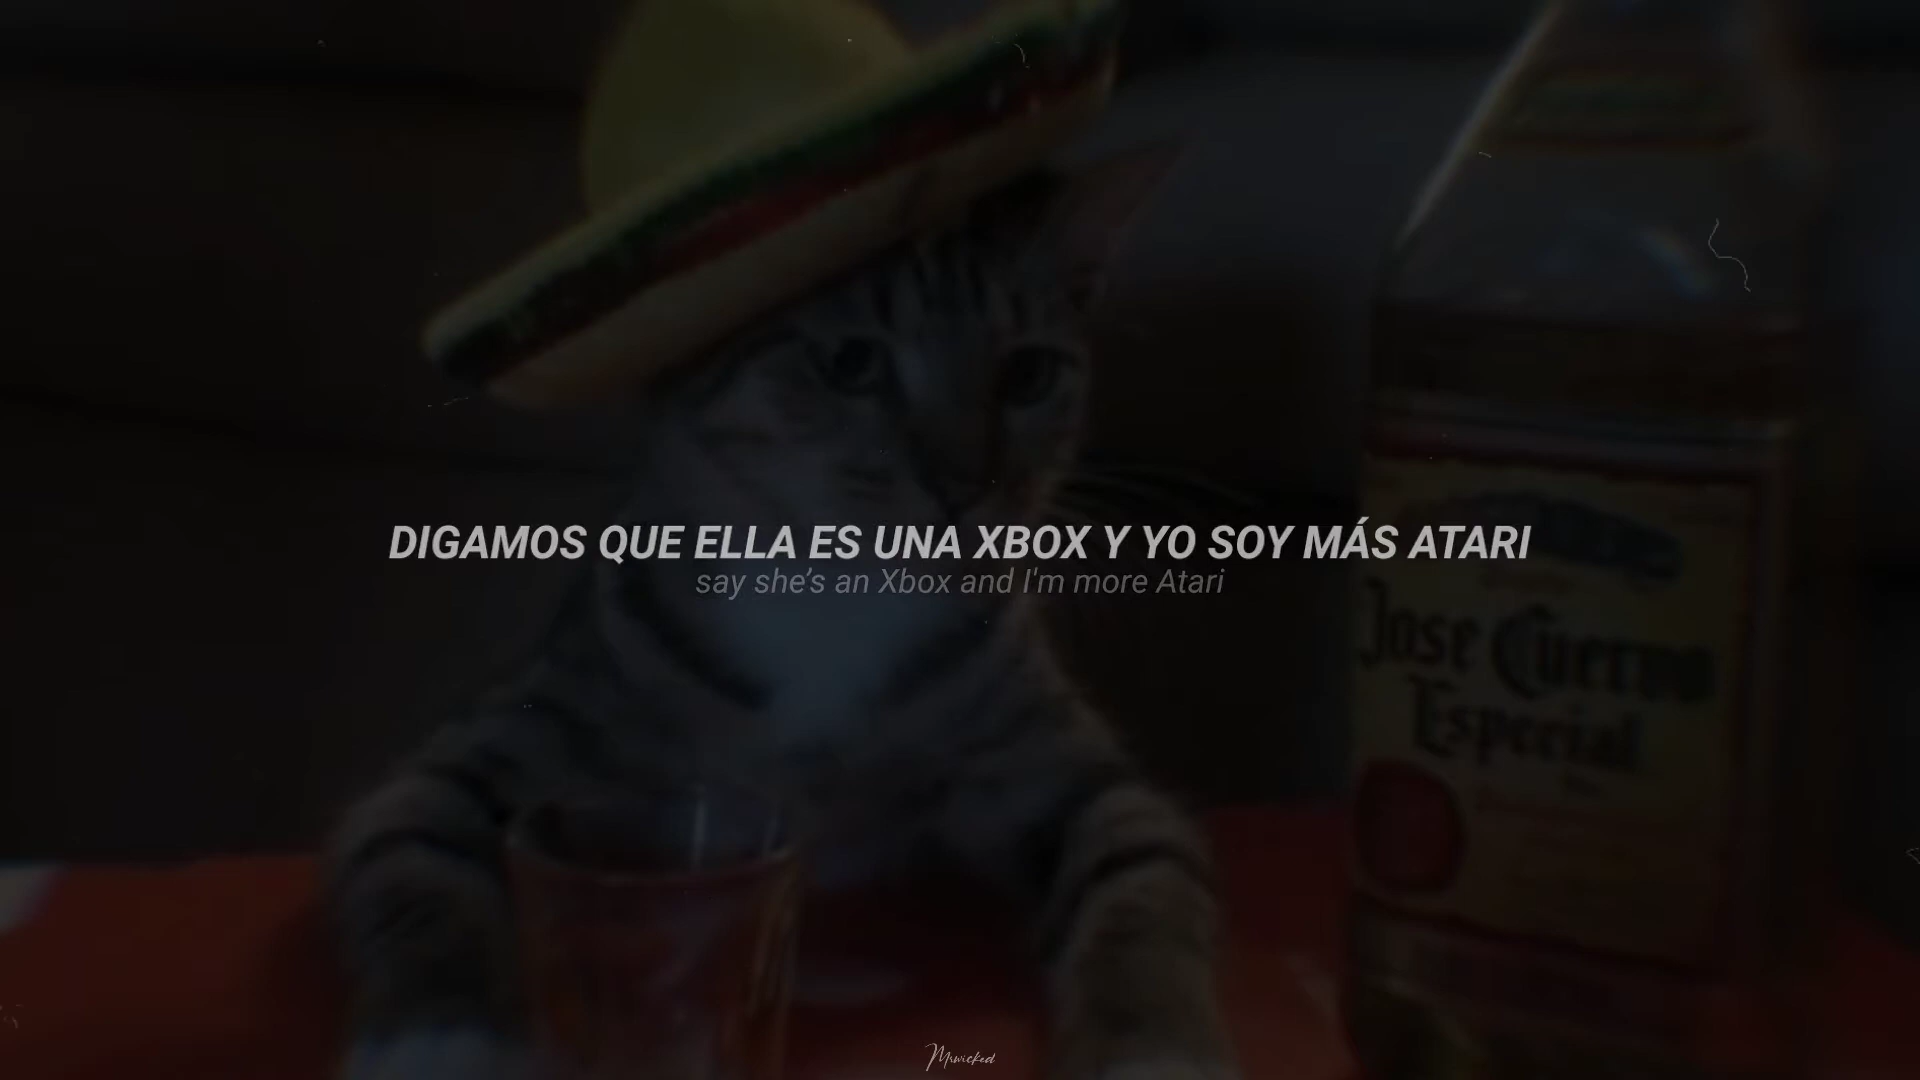 DIGAMOS QUE ELLA ES UNA XBOX Y YO SOY MÁS ATARI
say she’s an Xbox and I'm more Atari
Jose Cuervo
Especial
Mrwicked